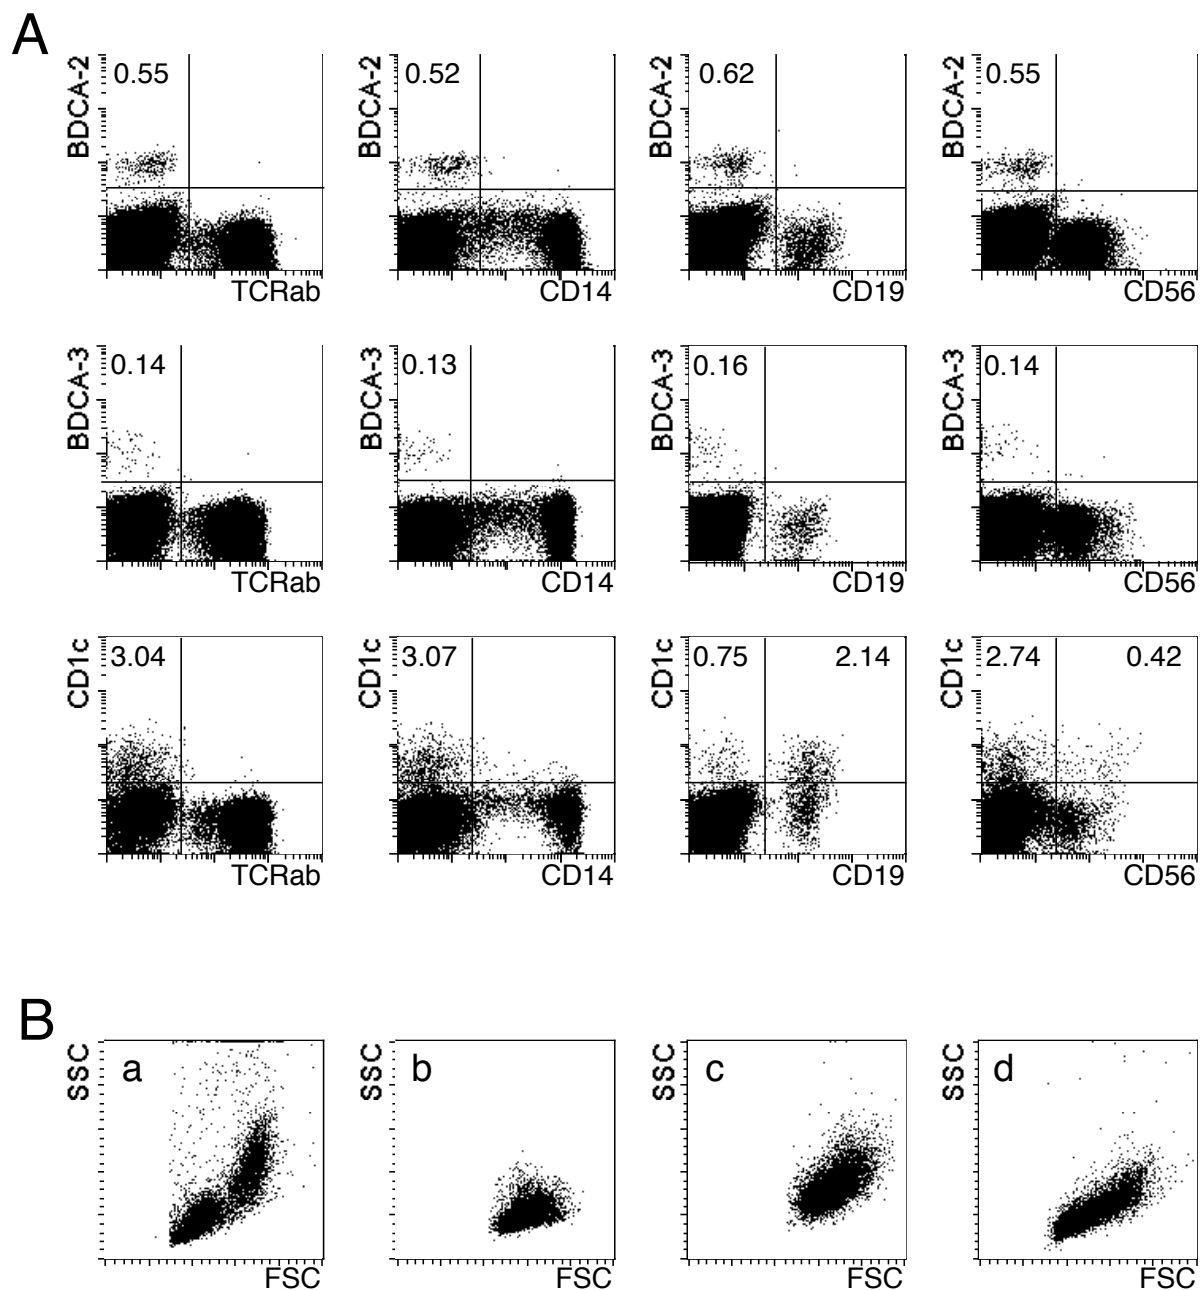 A
BDCA-2 0.55 TCRab
BDCA-2 0.52 CD14
BDCA-2 0.62 CD19
BDCA-2 0.55 CD56
BDCA-3 0.14 TCRab
BDCA-3 0.13 CD14
BDCA-3 0.16 CD19
BDCA-3 0.14 CD56
CD1c 3.04 TCRab
CD1c 3.07 CD14
CD1c 0.75 2.14 CD19
CD1c 2.74 0.42 CD56
B
SSC a FSC
SSC b FSC
SSC c FSC
SSC d FSC